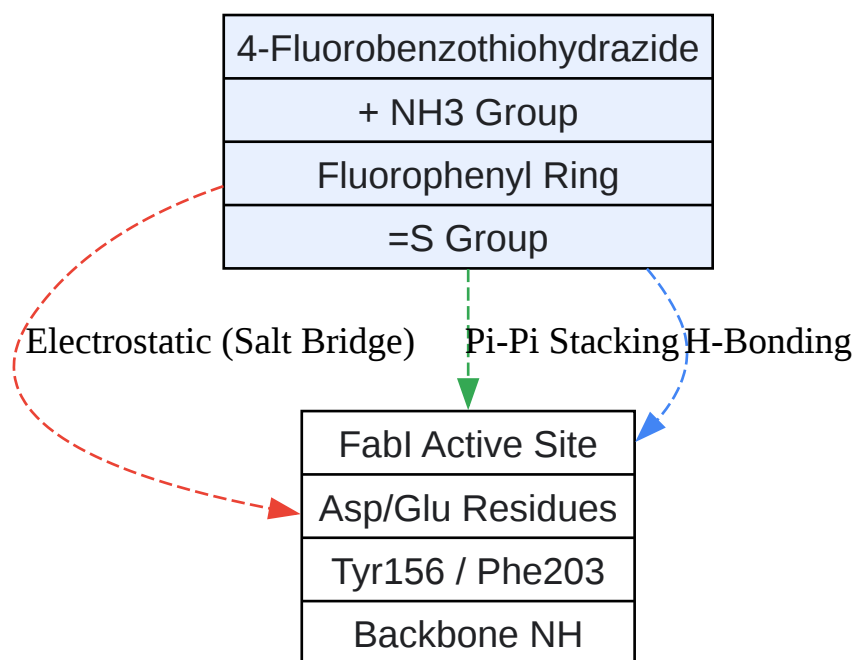 4-Fluorobenzothiohydrazide
+ NH3 Group
Fluorophenyl Ring
=S Group
Electrostatic (Salt Bridge)
Pi-Pi Stacking
H-Bonding
FabI Active Site
Asp/Glu Residues
Tyr156 / Phe203
Backbone NH